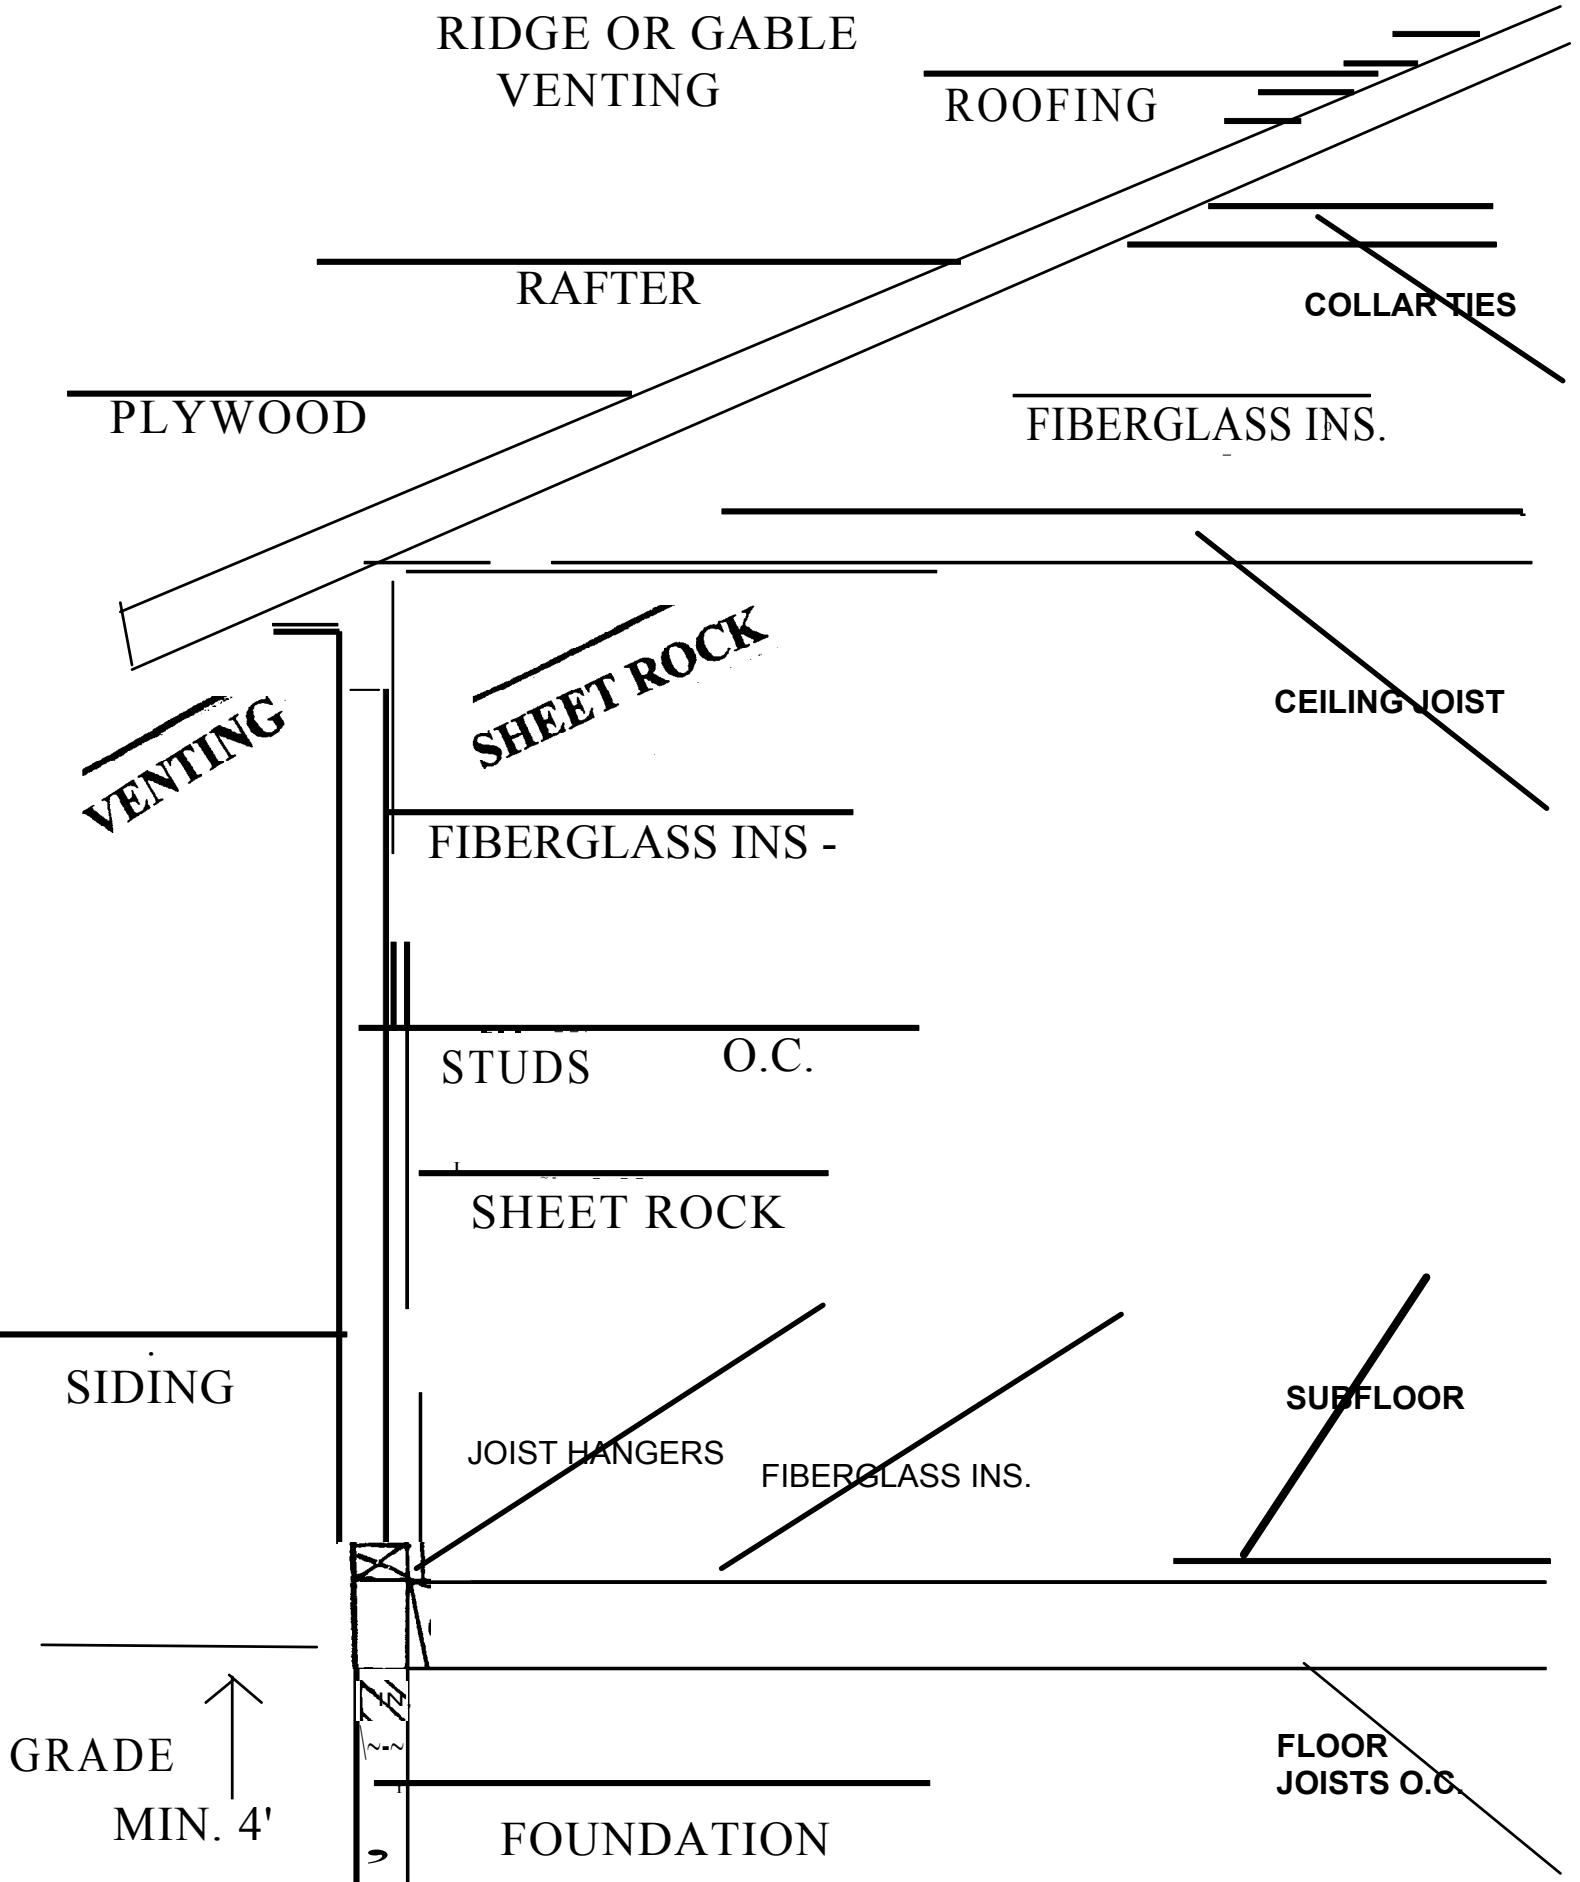 RIDGE OR GABLE
VENTING
ROOFING
RAFTER
COLLAR TIES
PLYWOOD
FIBERGLASS INS.
SHEET ROCK
VENTING
CEILING JOIST
FIBERGLASS INS -
STUDS O.C.
SHEET ROCK
SIDING
SUBFLOOR
JOIST HANGERS
FIBERGLASS INS.
GRADE
MIN. 4'
FLOOR
JOISTS O.C.
FOUNDATION